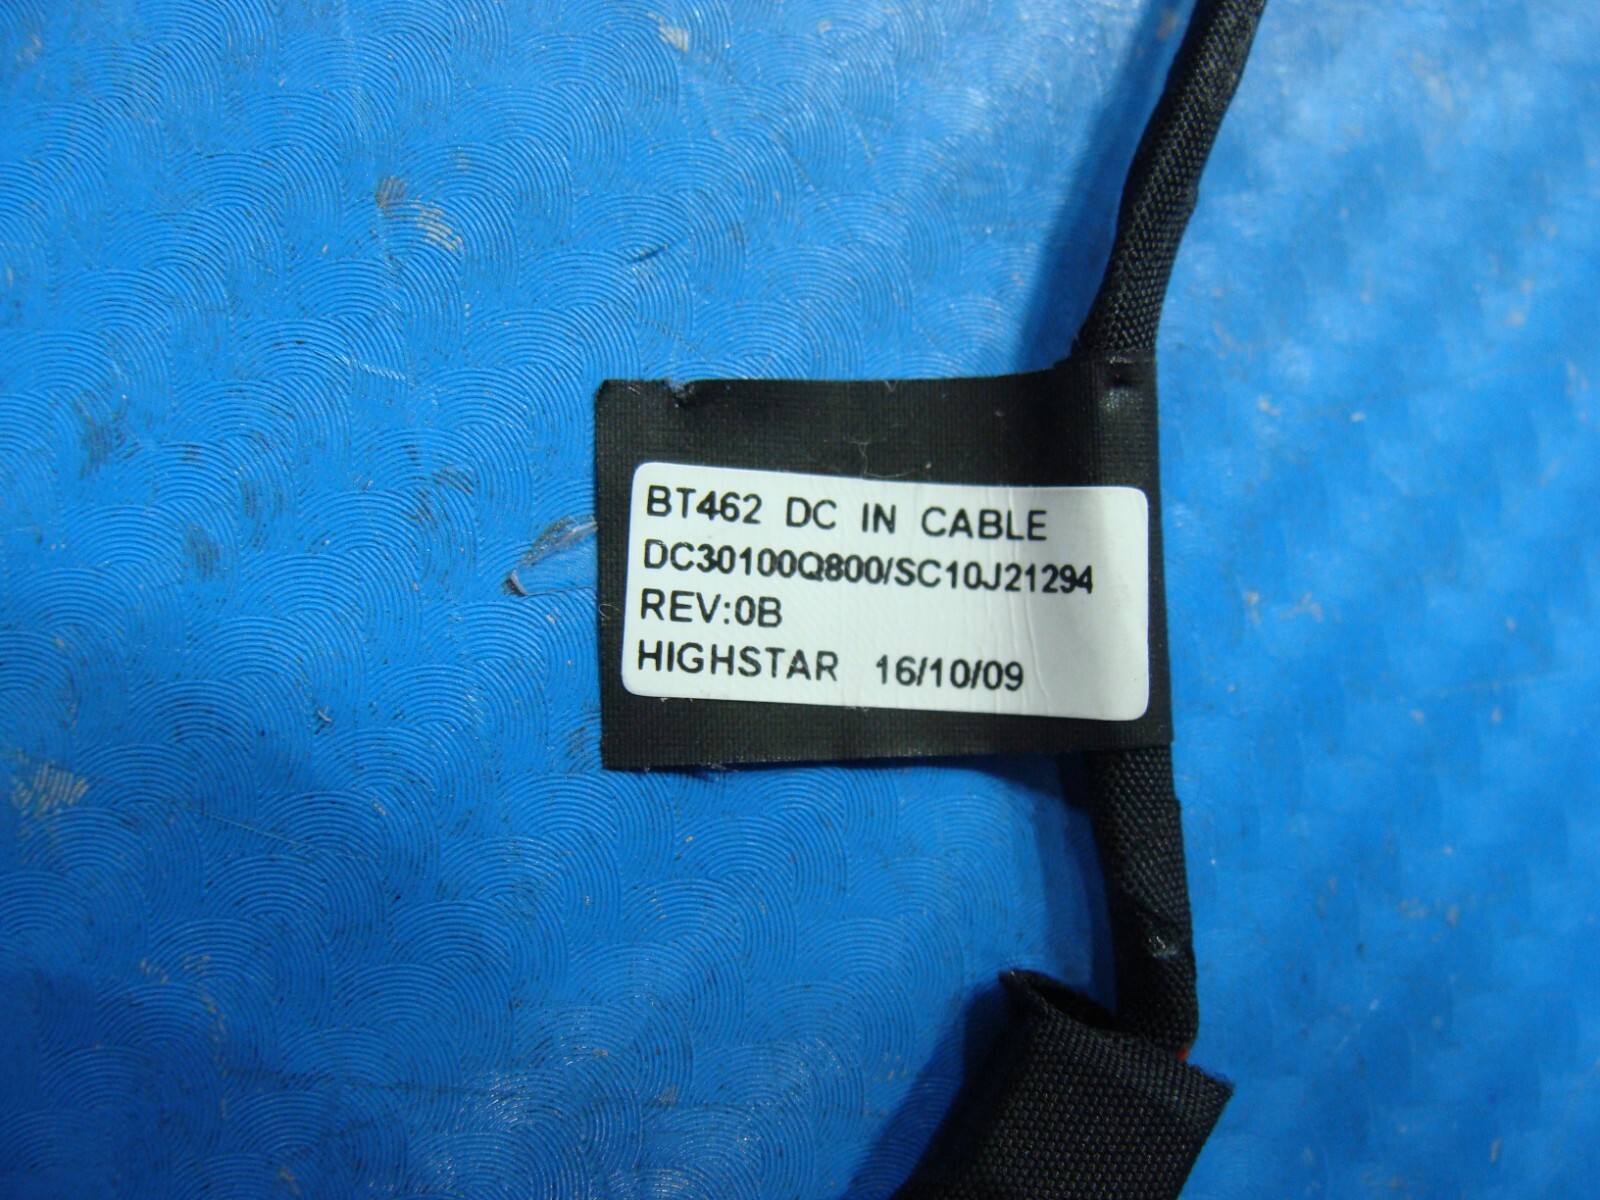 BT462 DC IN CABLE
DC30100Q800/SC10J21294
REV:0B
HIGHSTAR 16/10/09